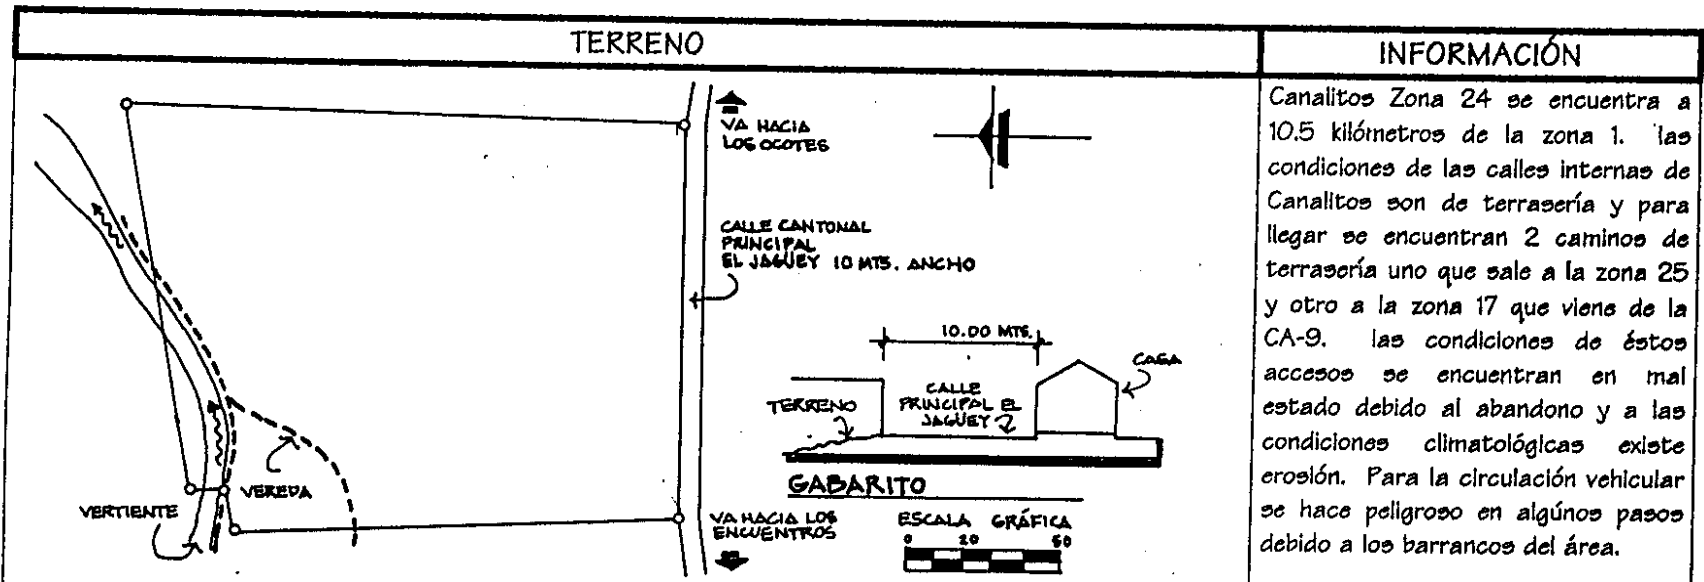 TERRENO
INFORMACIÓN
VA HACIA
LOS OCOTES
CALLE CANTONAL
PRINCIPAL
EL JAGÜEY 10 MTS. ANCHO
10.00 MTS.
CASA
CALLE
PRINCIPAL EL
JAGÜEY
TERRENO
GABARITO
VEREDA
VERTIENTE
VA HACIA LOS
ENCUENTROS
ESCALA GRÁFICA
0 20 60
Canalitos Zona 24 se encuentra a
10.5 kilómetros de la zona 1. las
condiciones de las calles internas de
Canalitos son de terrasería y para
llegar se encuentran 2 caminos de
terrasería uno que sale a la zona 25
y otro a la zona 17 que viene de la
CA-9. las condiciones de éstos
accesos se encuentran en mal
estado debido al abandono y a las
condiciones climatológicas existe
erosión. Para la circulación vehicular
se hace peligroso en algúnos pasos
debido a los barrancos del área.